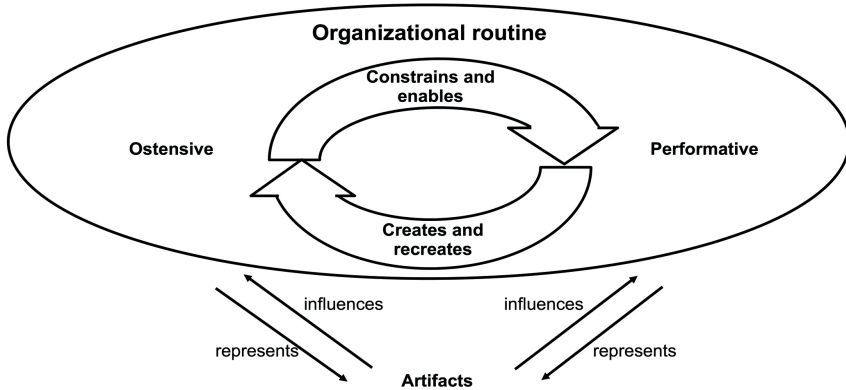 Organizational routine
Constrains and
enables
Ostensive
Performative
Creates and
recreates
influences
influences
represents
represents
Artifacts